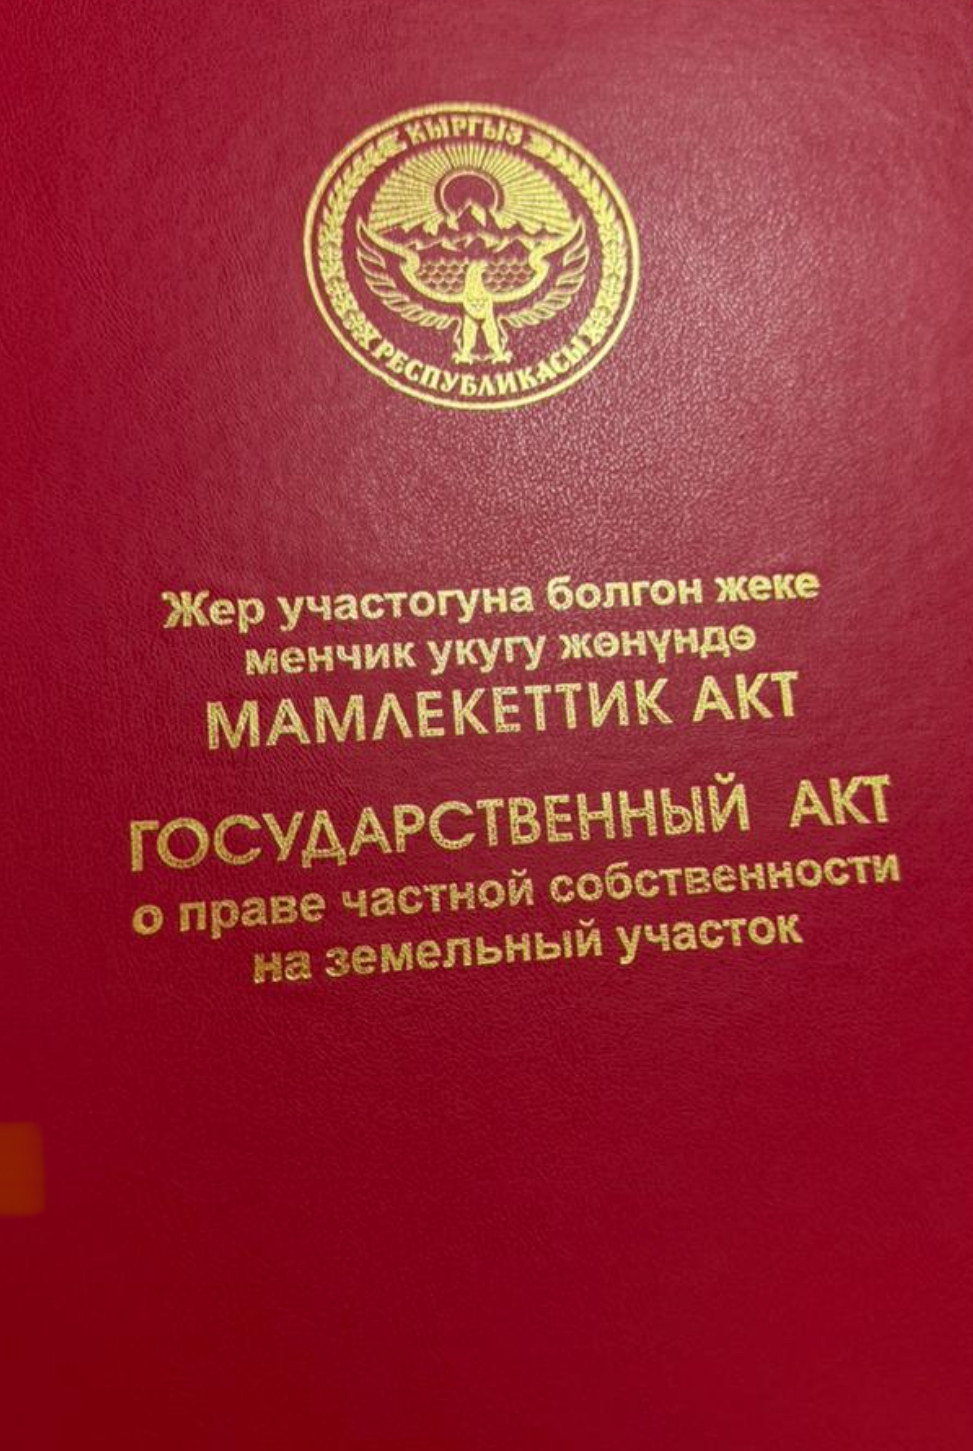 КЫРГЫЗ
РЕСПУБЛИКАСЫ
Жер участогуна болгон жеке
менчик укугу жөнүндө
МАМЛЕКЕТТИК АКТ
ГОСУДАРСТВЕННЫЙ АКТ
о праве частной собственности
на земельный участок